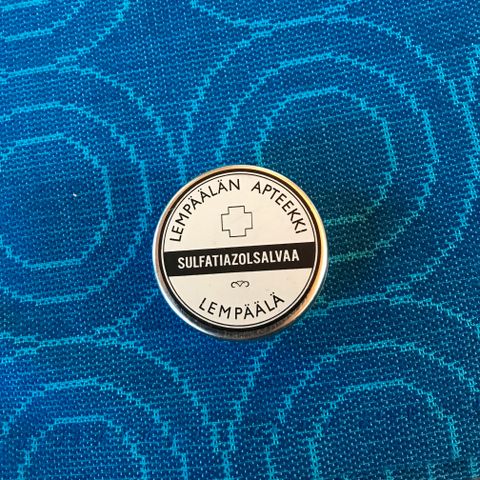 LEMPÄÄLÄN APTEEKKI
SULFATIAZOLSALVAA
LEMPÄÄLÄ